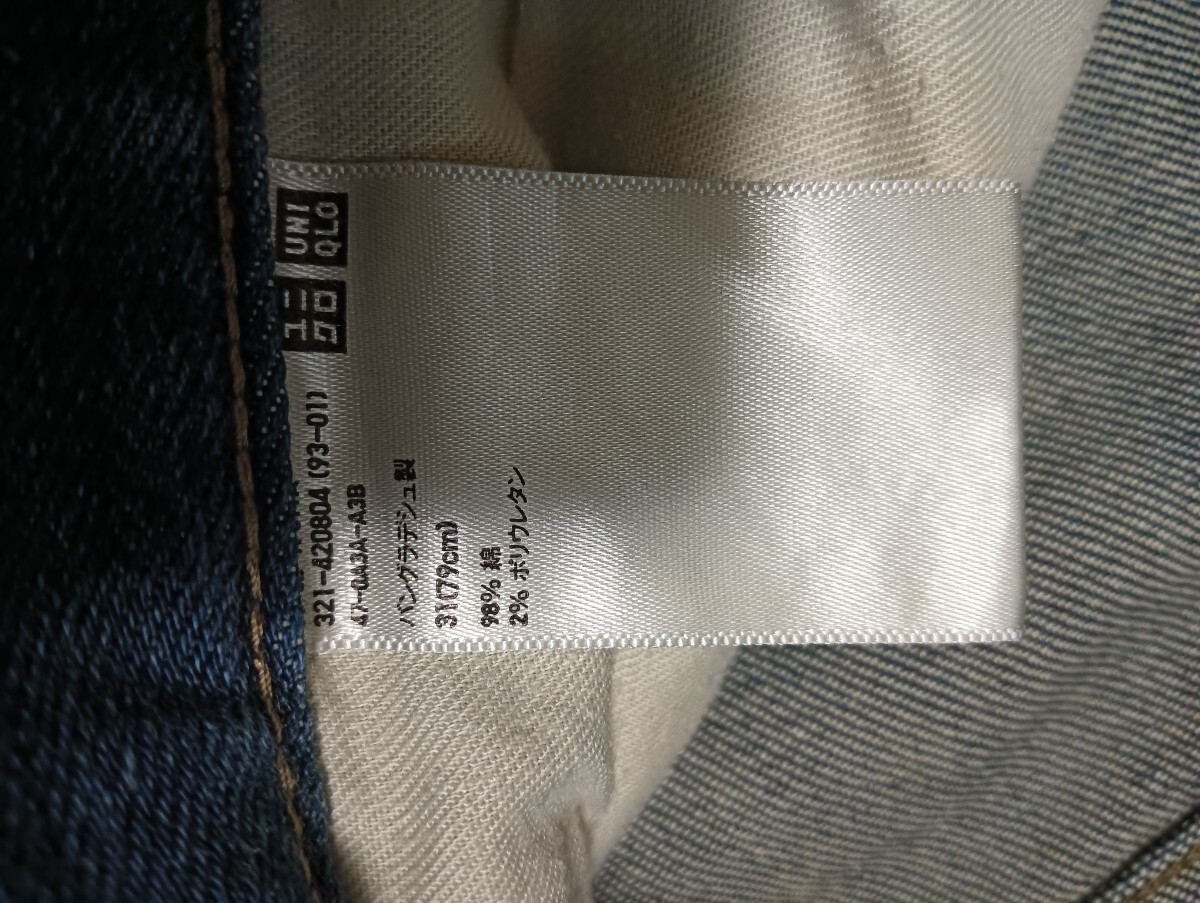 ユニ
クロ
UNI
QLO
321-420804 (93-01)
47-0A3A-A3B
バングラデシュ製
31(79cm)
98% 綿
2% ポリウレタン